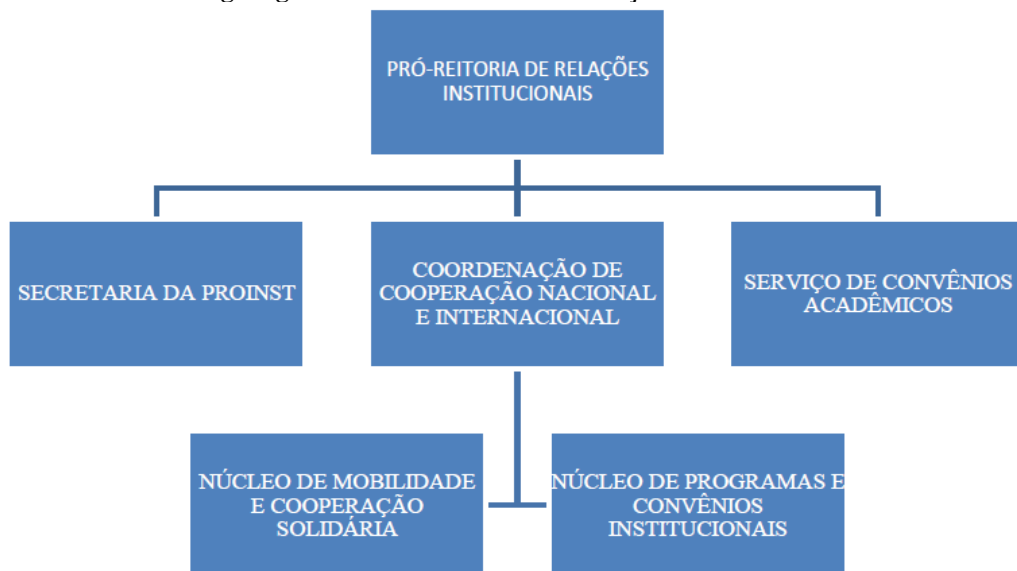 PRÓ-REITORIA DE RELAÇÕES
INSTITUCIONAIS
SECRETARIA DA PROINST
COORDENAÇÃO DE
COOPERAÇÃO NACIONAL
E INTERNACIONAL
SERVIÇO DE CONVÊNIOS
ACADÊMICOS
NÚCLEO DE MOBILIDADE
E COOPERAÇÃO
SOLIDÁRIA
NÚCLEO DE PROGRAMAS E
CONVÊNIOS
INSTITUCIONAIS